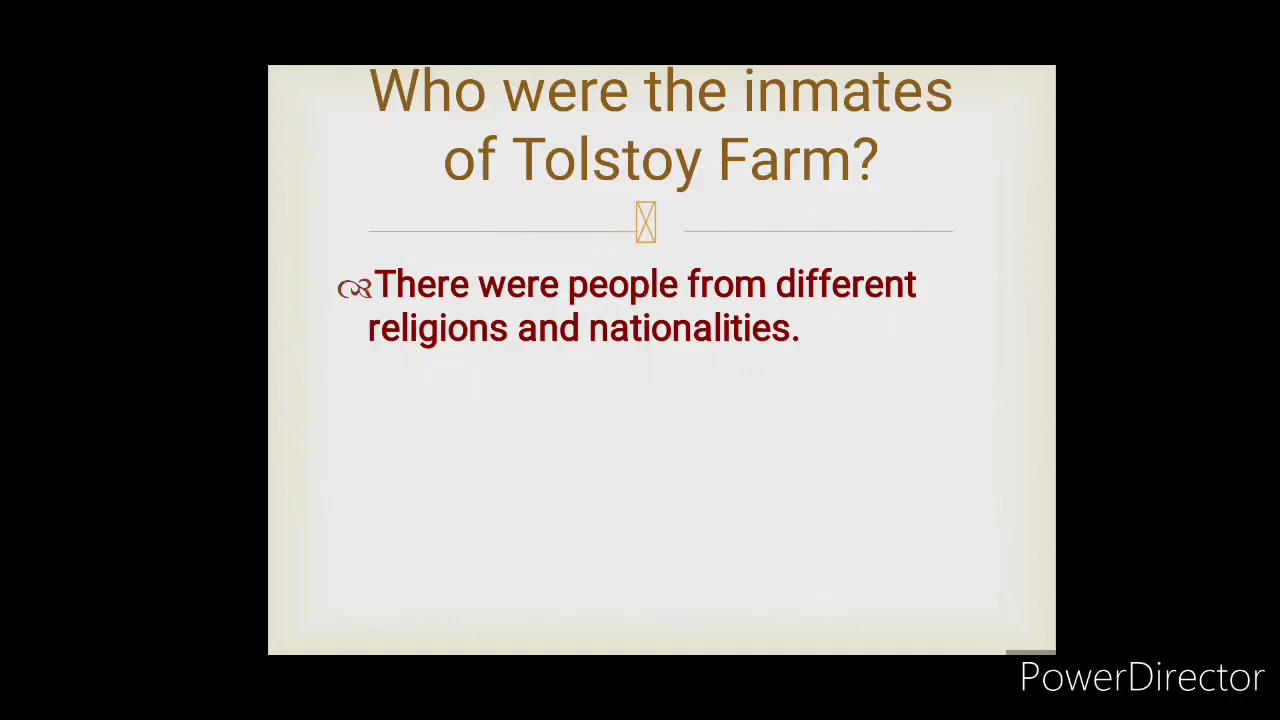 Who were the inmates
of Tolstoy Farm?
There were people from different
religions and nationalities.
PowerDirector